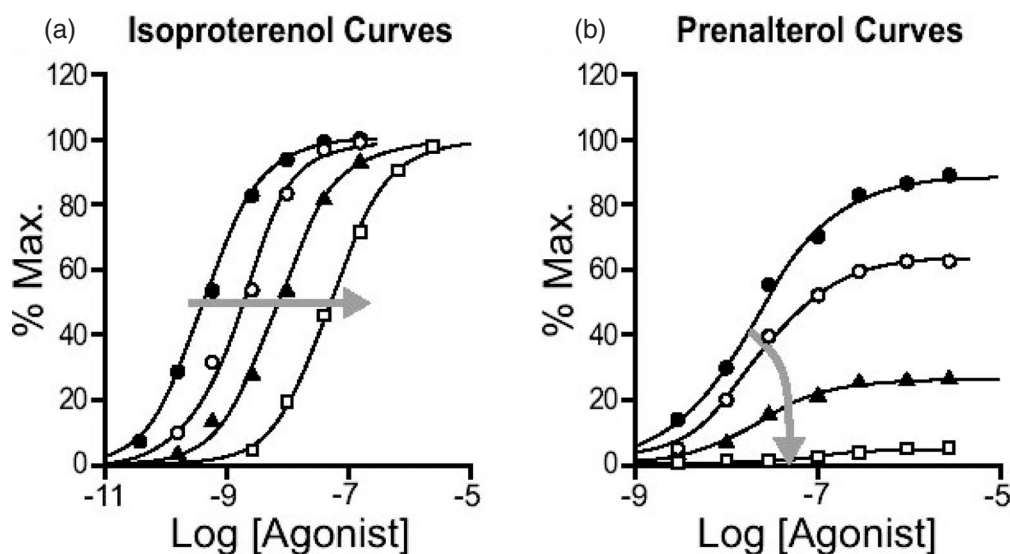 (a) Isoproterenol Curves
120
100
80
60
40
20
0
% Max.
-11 -9 -7 -5
Log [Agonist]
(b) Prenalterol Curves
120
100
80
60
40
20
0
% Max.
-9 -7 -5
Log [Agonist]